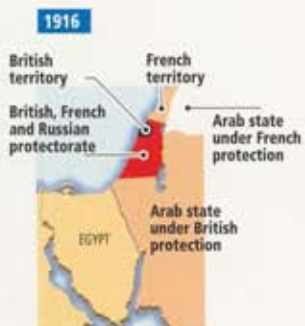 1916
British
territory
French
territory
British, French
and Russian
protectorate
Arab state
under French
protection
Arab state
under British
protection
EGYPT